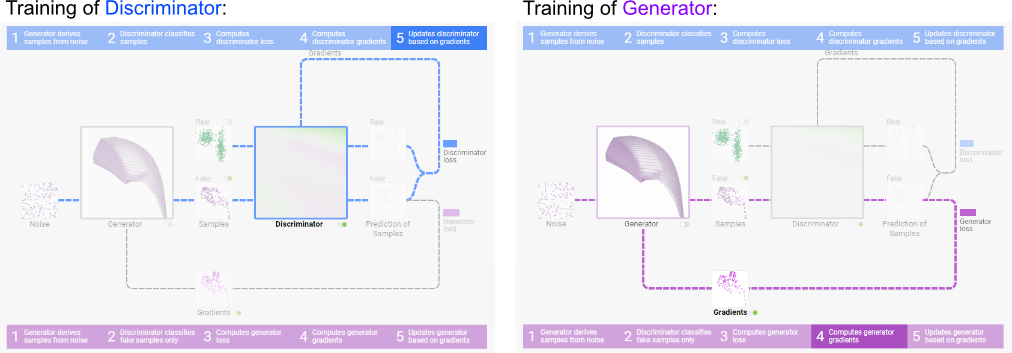 Training of Discriminator:
1 Generator derives samples from noise
2 Discriminator classifies samples
3 Computes discriminator loss
4 Computes discriminator gradients
5 Updates discriminator based on gradients
Gradients
Real
Real
Discriminator loss
Fake
Fake
Generator loss
Noise
Generator
Samples
Discriminator
Prediction of Samples
Gradients
1 Generator derives samples from noise
2 Discriminator classifies fake samples only
3 Computes generator loss
4 Computes generator gradients
5 Updates generator based on gradients
Training of Generator:
1 Generator derives samples from noise
2 Discriminator classifies samples
3 Computes discriminator loss
4 Computes discriminator gradients
5 Updates discriminator based on gradients
Gradients
Real
Real
Discriminator loss
Fake
Fake
Generator loss
Noise
Generator
Samples
Discriminator
Prediction of Samples
Gradients
1 Generator derives samples from noise
2 Discriminator classifies fake samples only
3 Computes generator loss
4 Computes generator gradients
5 Updates generator based on gradients